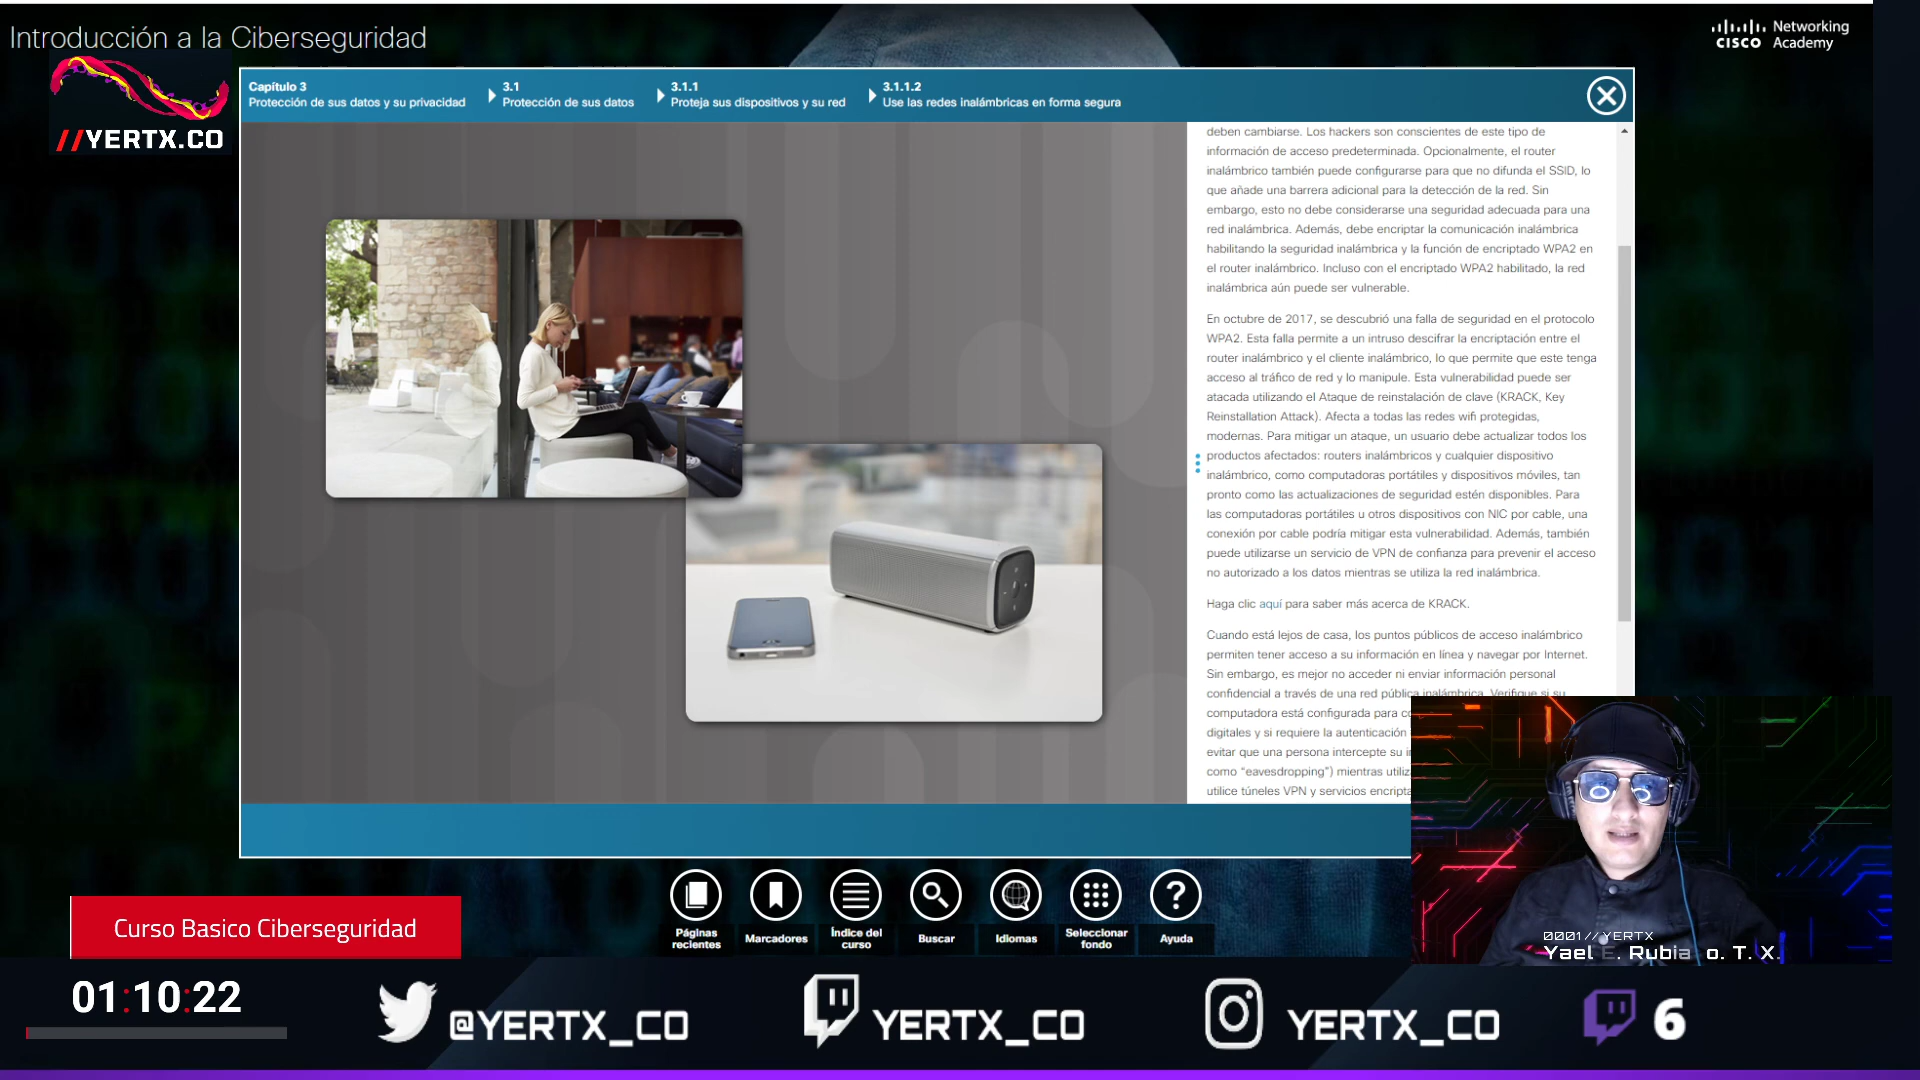 Introducción a la Ciberseguridad
Networking
CISCO Academy
//YERTX.CO
Capítulo 3
Protección de sus datos y su privacidad
3.1
Protección de sus datos
3.1.1
Proteja sus dispositivos y su red
3.1.1.2
Use las redes inalámbricas en forma segura
deben cambiarse. Los hackers son conscientes de este tipo de
información de acceso predeterminada. Opcionalmente, el router
inalámbrico también puede configurarse para que no difunda el SSID, lo
que añade una barrera adicional para la detección de la red. Sin
embargo, esto no debe considerarse una seguridad adecuada para una
red inalámbrica. Además, debe encriptar la comunicación inalámbrica
habilitando la seguridad inalámbrica y la función de encriptado WPA2 en
el router inalámbrico. Incluso con el encriptado WPA2 habilitado, la red
inalámbrica aún puede ser vulnerable.
En octubre de 2017, se descubrió una falla de seguridad en el protocolo
WPA2. Esta falla permite a un intruso descifrar la encriptación entre el
router inalámbrico y el cliente inalámbrico, lo que permite que este tenga
acceso al tráfico de red y lo manipule. Esta vulnerabilidad puede ser
atacada utilizando el Ataque de reinstalación de clave (KRACK, Key
Reinstallation Attack). Afecta a todas las redes wifi protegidas,
modernas. Para mitigar un ataque, un usuario debe actualizar todos los
productos afectados: routers inalámbricos y cualquier dispositivo
inalámbrico, como computadoras portátiles y dispositivos móviles, tan
pronto como las actualizaciones de seguridad estén disponibles. Para
las computadoras portátiles u otros dispositivos con NIC por cable, una
conexión por cable podría mitigar esta vulnerabilidad. Además, también
puede utilizarse un servicio de VPN de confianza para prevenir el acceso
no autorizado a los datos mientras se utiliza la red inalámbrica.
Haga clic aquí para saber más acerca de KRACK.
Cuando está lejos de casa, los puntos públicos de acceso inalámbrico
permiten tener acceso a su información en línea y navegar por Internet.
Sin embargo, es mejor no acceder ni enviar información personal
confidencial a través de una red pública inalámbrica. Verifique si su
computadora está configurada para
digitales y si requiere la autenticación
evitar que una persona intercepte su
como “eavesdropping”) mientras
utilice túneles VPN y servicios
Páginas recientes
Marcadores
Índice del curso
Buscar
Idiomas
Seleccionar fondo
Ayuda
Curso Basico Ciberseguridad
0001//YERTX
Yael E. Rubia o. T. X.
01:10:22
@YERTX_CO
YERTX_CO
YERTX_CO
6